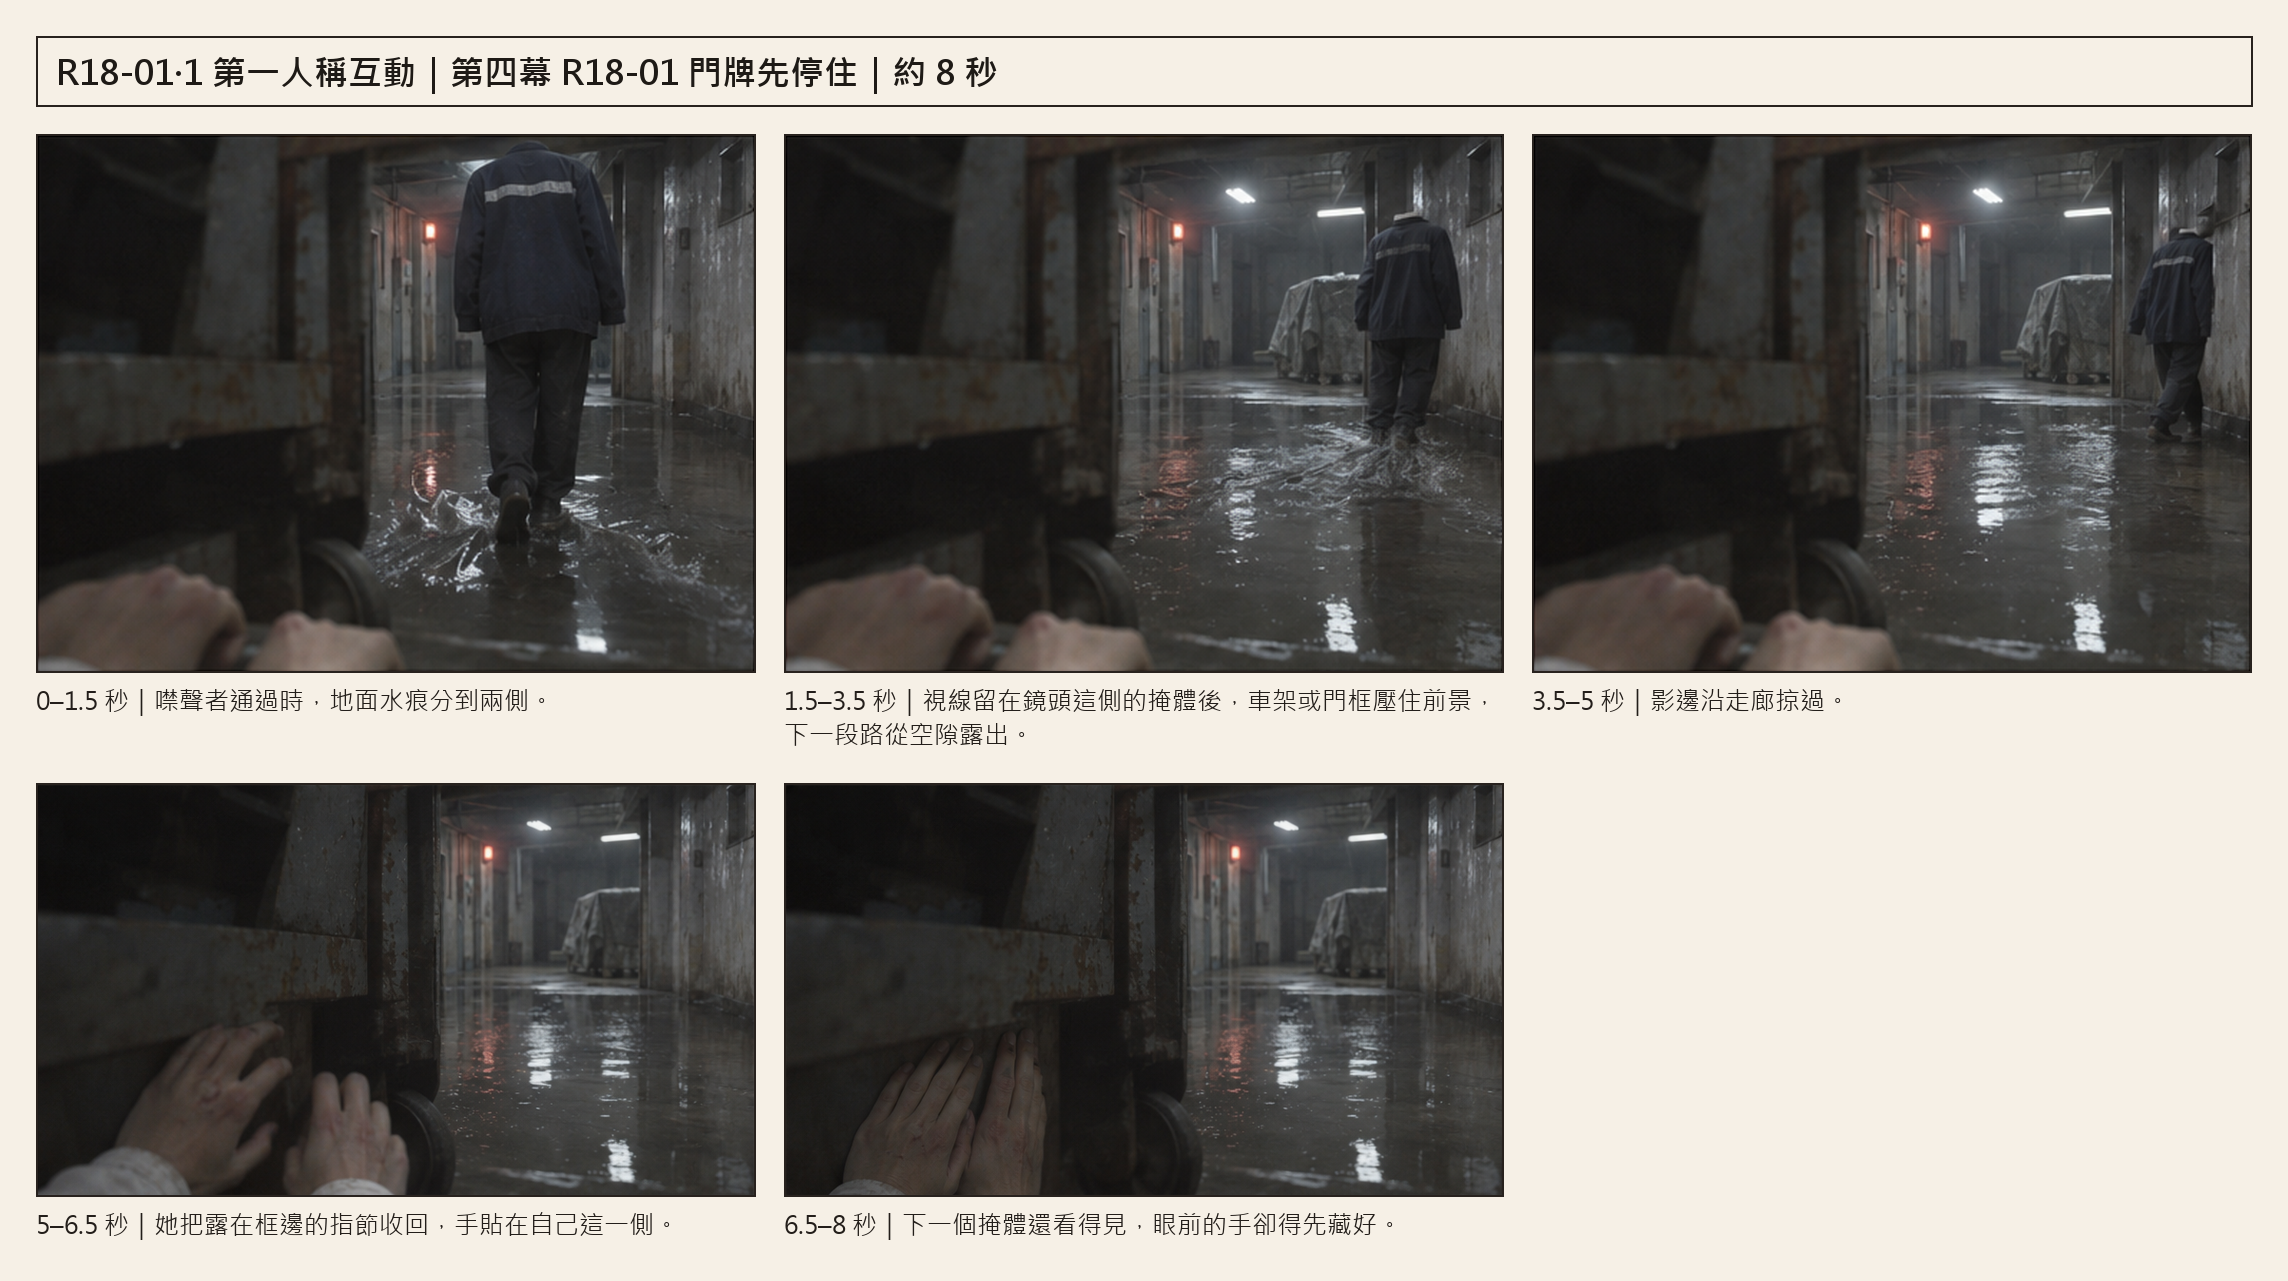 R18-01·1 第一人稱互動｜第四幕 R18-01 門牌先停住｜約 8 秒
0–1.5 秒｜噤聲者通過時，地面水痕分到兩側。
1.5–3.5 秒｜視線留在鏡頭這側的掩體後，車架或門框壓住前景，
下一段路從空隙露出。
3.5–5 秒｜影邊沿走廊掠過。
5–6.5 秒｜她把露在框邊的指節收回，手貼在自己這一側。
6.5–8 秒｜下一個掩體還看得見，眼前的手卻得先藏好。